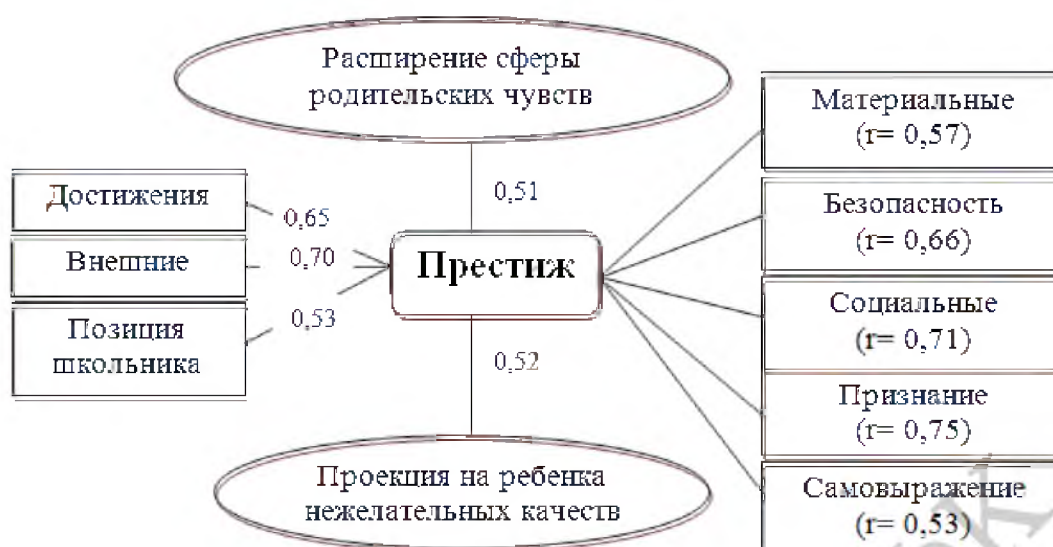 Расширение сферы
родительских чувств
Материальные
(r= 0,57)
Достижения
0,65
0,51
Безопасность
(r= 0,66)
Внешние
0,70
Престиж
Социальные
(r= 0,71)
Позиция
школьника
0,53
0,52
Признание
(r= 0,75)
Проекция на ребенка
нежелательных качеств
Самовыражение
(r= 0,53)